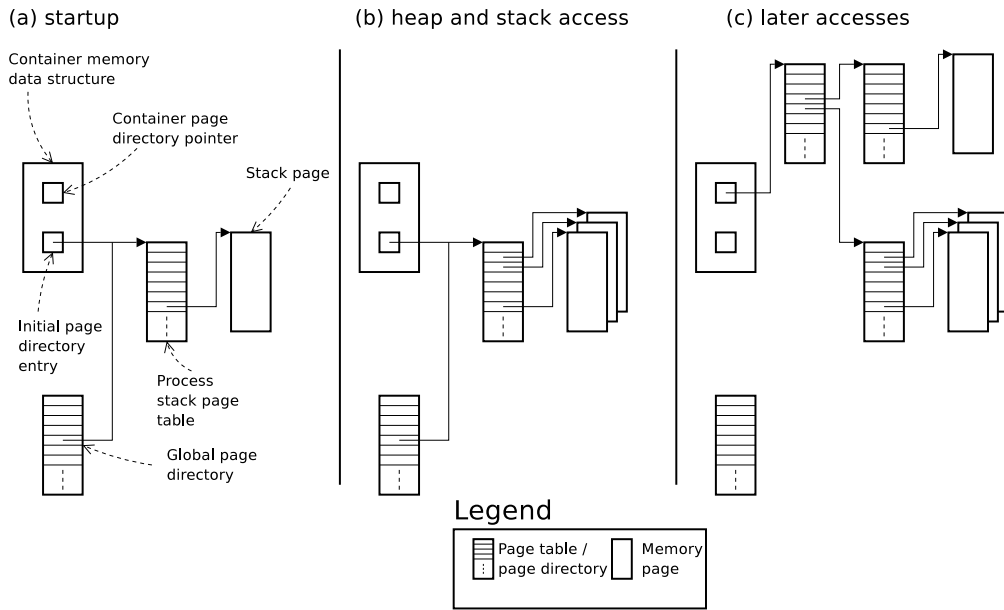 (a) startup
(b) heap and stack access
(c) later accesses
Container memory
data structure
Container page
directory pointer
Stack page
Initial page
directory
entry
Process
stack page
table
Global page
directory
Legend
Page table /
page directory
Memory
page